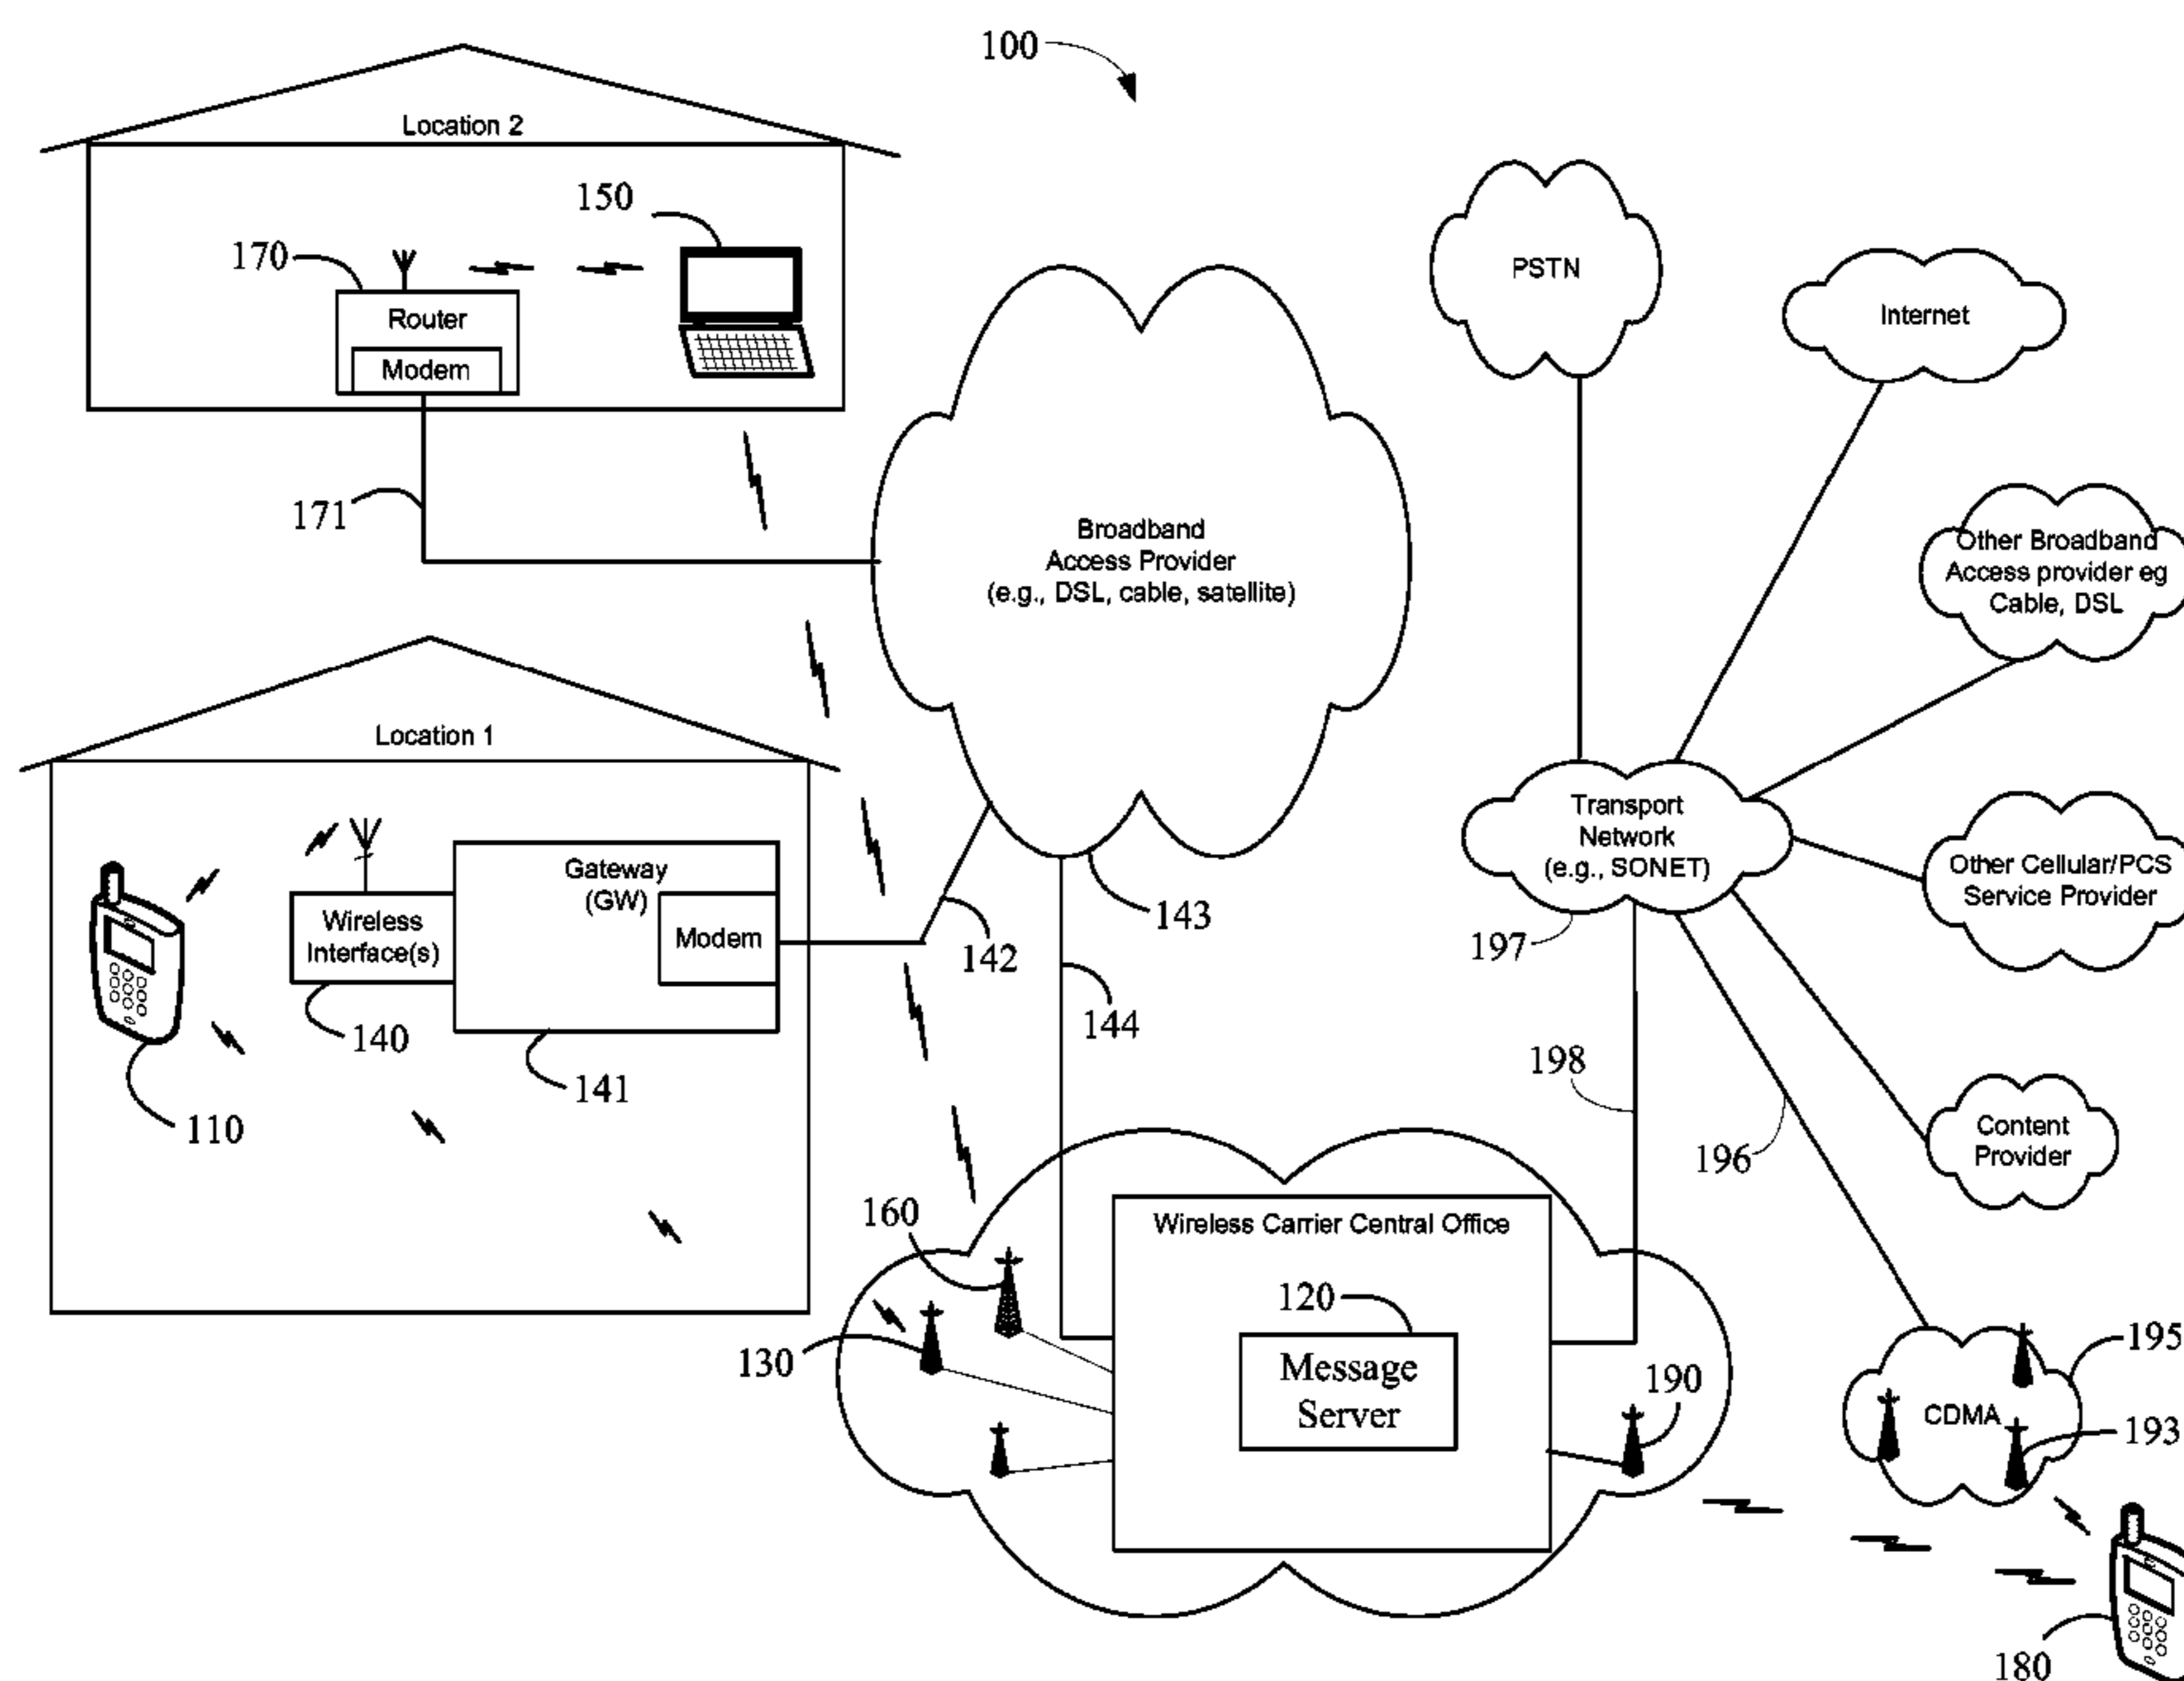 100
Location 2
150
170
Router
Modem
171
PSTN
Internet
Broadband
Access Provider
(e.g., DSL, cable, satellite)
Other Broadband
Access provider eg
Cable, DSL
Location 1
Gateway
(GW)
Wireless
Interface(s)
Modem
140
141
110
142
143
144
Transport
Network
(e.g., SONET)
197
Other Cellular/PCS
Service Provider
198
196
Content
Provider
160
Wireless Carrier Central Office
120
130
Message
Server
190
195
CDMA
193
180